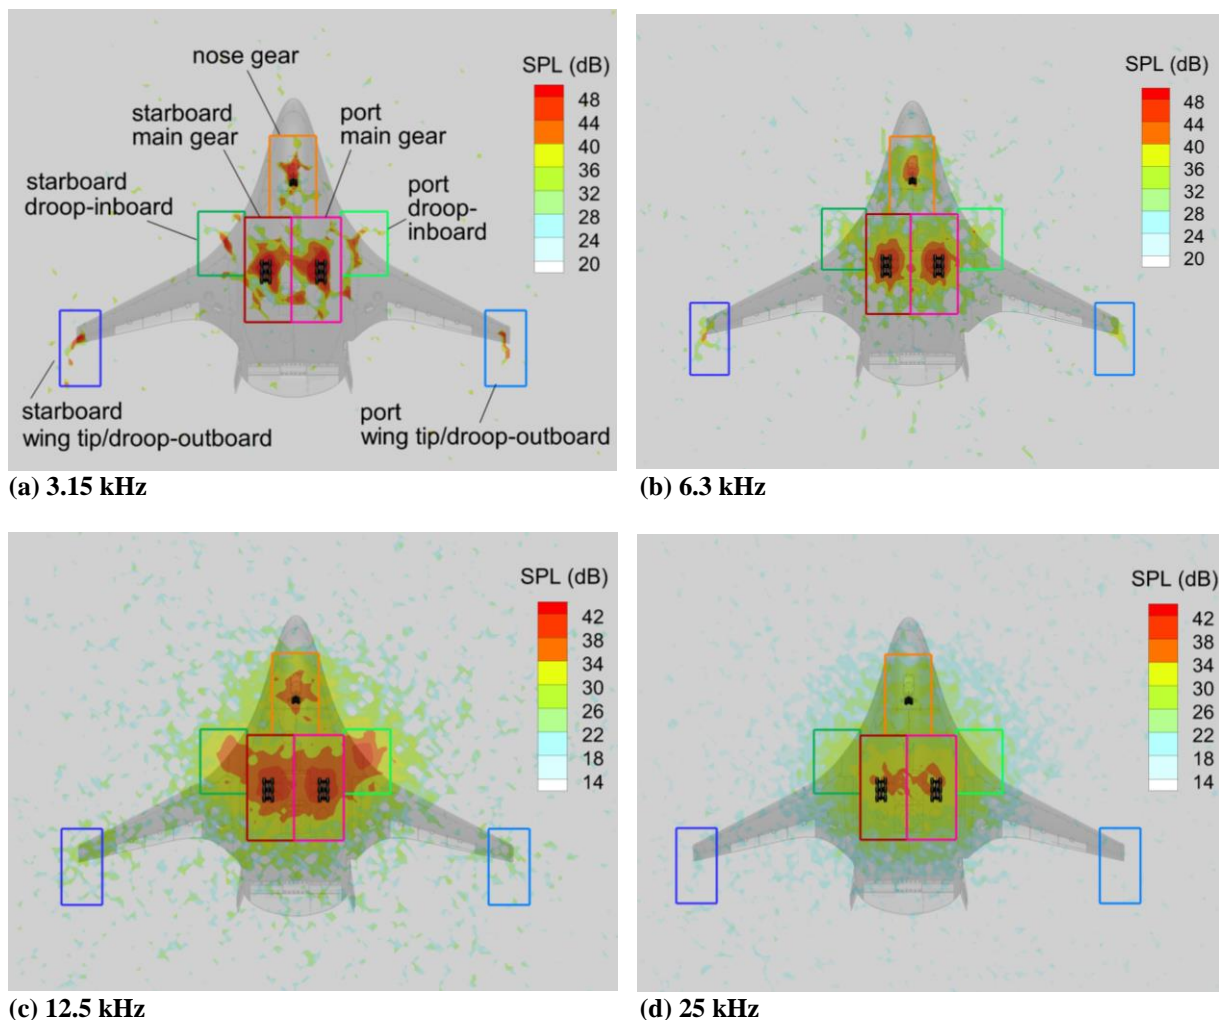 nose gear
SPL (dB)
48
44
40
36
32
28
24
20
starboard
main gear
port
main gear
starboard
droop-inboard
port
droop-
inboard
starboard
wing tip/droop-outboard
port
wing tip/droop-outboard
(a) 3.15 kHz
SPL (dB)
48
44
40
36
32
28
24
20
(b) 6.3 kHz
SPL (dB)
42
38
34
30
26
22
18
14
(c) 12.5 kHz
SPL (dB)
42
38
34
30
26
22
18
14
(d) 25 kHz